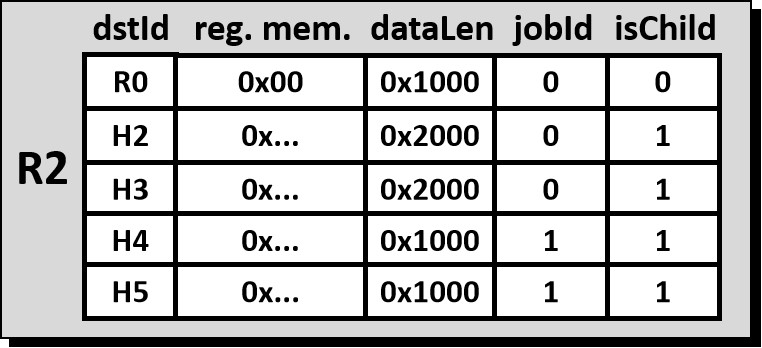 dstId reg. mem. dataLen jobId isChild
R0 0x00 0x1000 0 0
H2 0x... 0x2000 0 1
R2
H3 0x... 0x2000 0 1
H4 0x... 0x1000 1 1
H5 0x... 0x1000 1 1